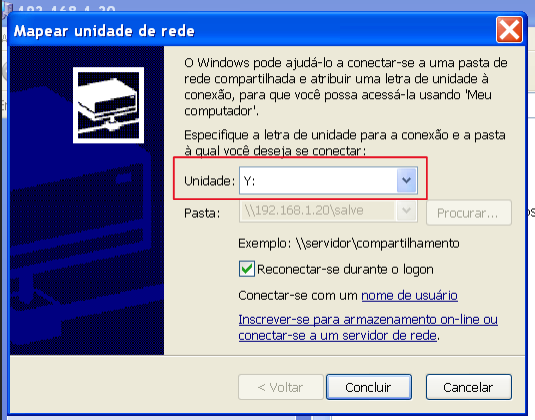 192.168.1.20
Mapear unidade de rede
O Windows pode ajudá-lo a conectar-se a uma pasta de
rede compartilhada e atribuir uma letra de unidade à
conexão, para que você possa acessá-la usando 'Meu
computador'.
Especifique a letra de unidade para a conexão e a pasta
à qual você deseja se conectar:
Unidade: Y:
Pasta: \\192.168.1.20\salve Procurar...
Exemplo: \\servidor\compartilhamento
Reconectar-se durante o logon
Conectar-se com um nome de usuário
Inscrever-se para armazenamento on-line ou
conectar-se a um servidor de rede.
< Voltar Concluir Cancelar